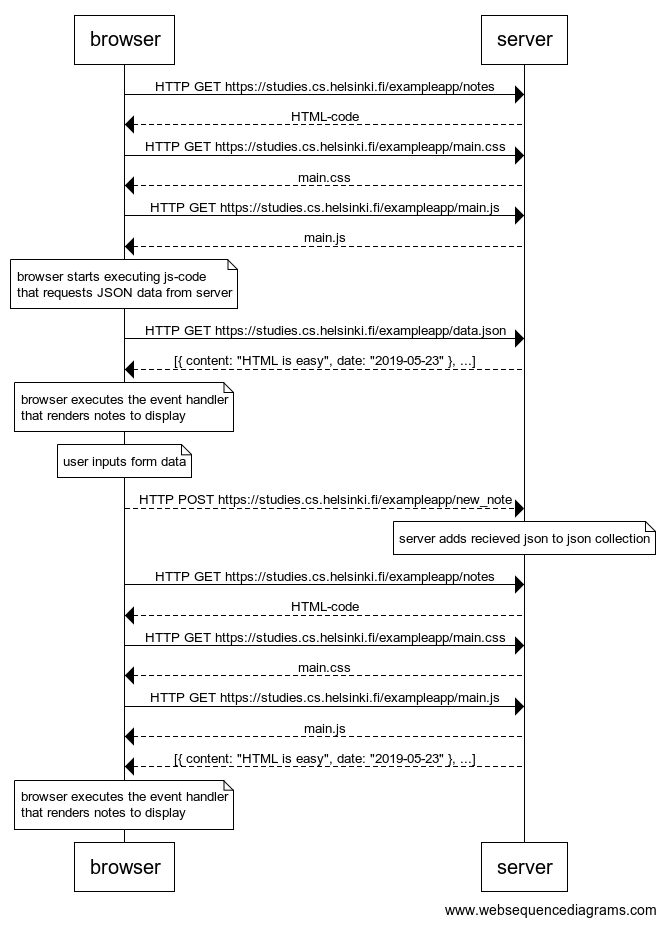 browser
server
HTTP GET https://studies.cs.helsinki.fi/exampleapp/notes
HTML-code
HTTP GET https://studies.cs.helsinki.fi/exampleapp/main.css
main.css
HTTP GET https://studies.cs.helsinki.fi/exampleapp/main.js
main.js
browser starts executing js-code
that requests JSON data from server
HTTP GET https://studies.cs.helsinki.fi/exampleapp/data.json
[{ content: "HTML is easy", date: "2019-05-23" }, ...]
browser executes the event handler
that renders notes to display
user inputs form data
HTTP POST https://studies.cs.helsinki.fi/exampleapp/new_note
server adds recieved json to json collection
HTTP GET https://studies.cs.helsinki.fi/exampleapp/notes
HTML-code
HTTP GET https://studies.cs.helsinki.fi/exampleapp/main.css
main.css
HTTP GET https://studies.cs.helsinki.fi/exampleapp/main.js
main.js
[{ content: "HTML is easy", date: "2019-05-23" }, ...]
browser executes the event handler
that renders notes to display
browser
server
www.websequencediagrams.com